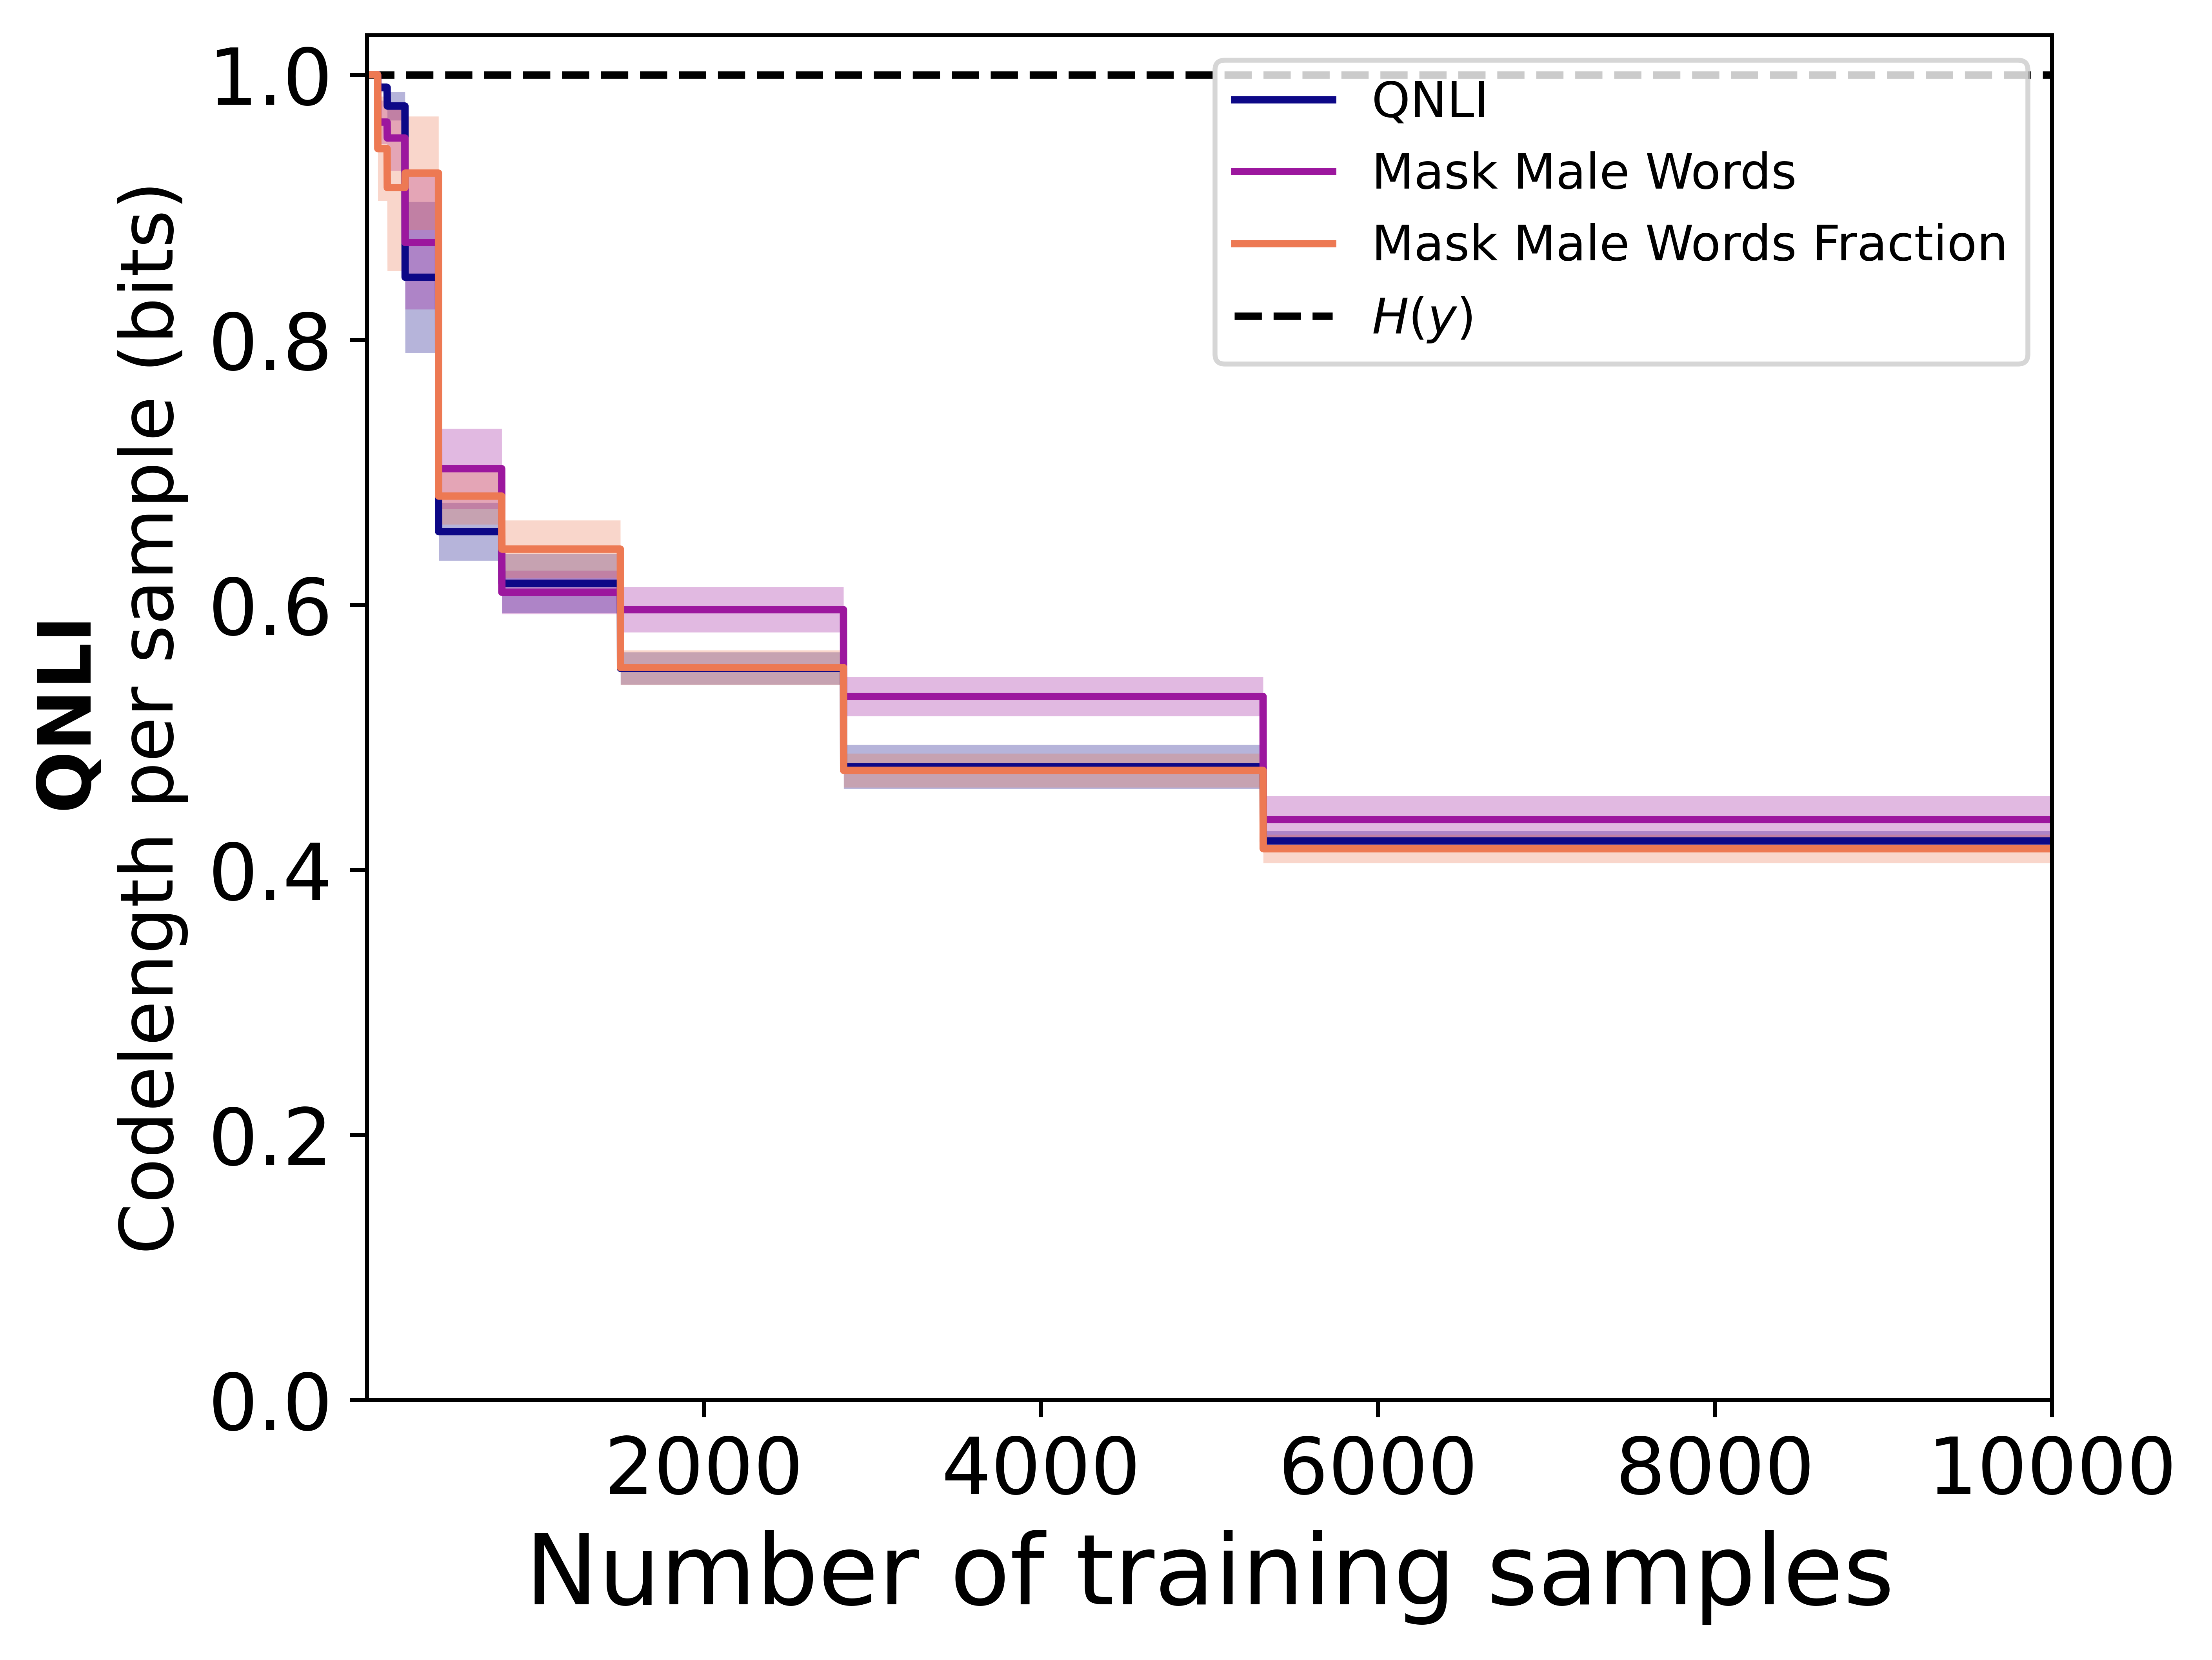 QNLI
Codelength per sample (bits)
1.0
0.8
0.6
0.4
0.2
0.0
QNLI
Mask Male Words
Mask Male Words Fraction
H(y)
2000 4000 6000 8000 10000
Number of training samples